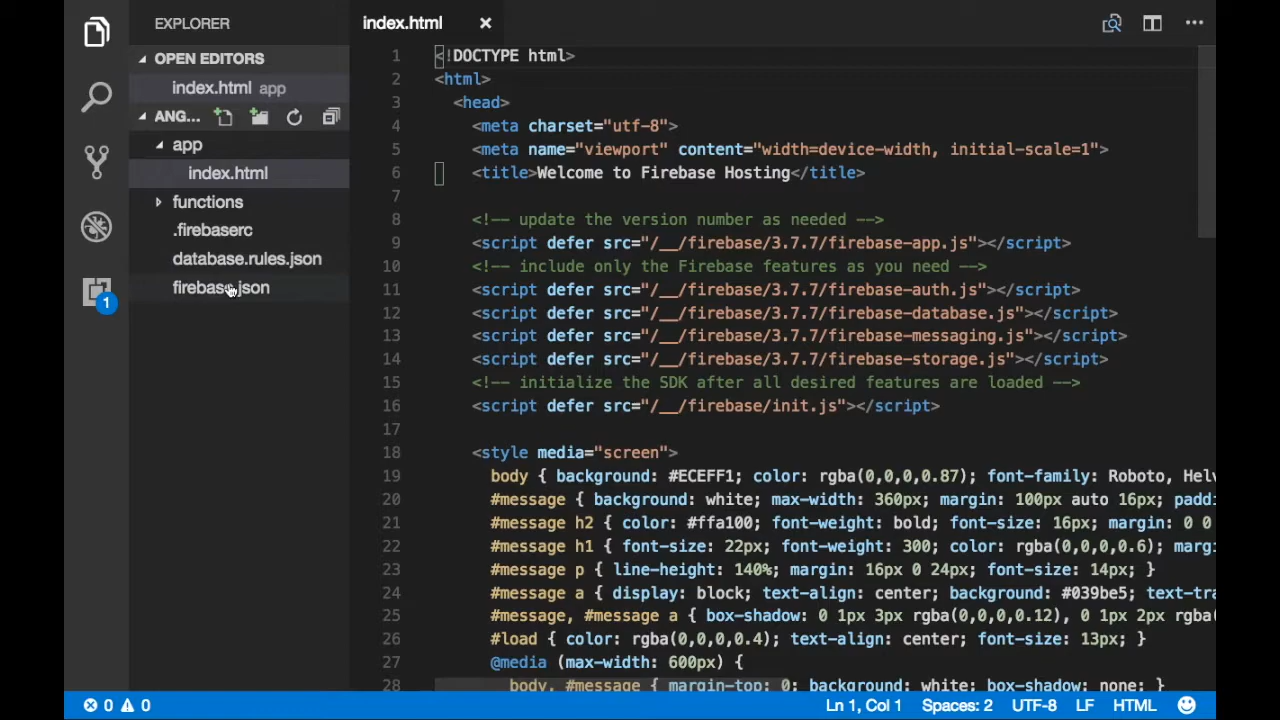 EXPLORER
OPEN EDITORS
index.html app
ANG...
app
index.html
functions
.firebaserc
database.rules.json
firebase.json
1
index.html
1 <!DOCTYPE html>
2 <html>
3 <head>
4 <meta charset="utf-8">
5 <meta name="viewport" content="width=device-width, initial-scale=1">
6 <title>Welcome to Firebase Hosting</title>
7
8 <!-- update the version number as needed -->
9 <script defer src="/__/firebase/3.7.7/firebase-app.js"></script>
10 <!-- include only the Firebase features as you need -->
11 <script defer src="/__/firebase/3.7.7/firebase-auth.js"></script>
12 <script defer src="/__/firebase/3.7.7/firebase-database.js"></script>
13 <script defer src="/__/firebase/3.7.7/firebase-messaging.js"></script>
14 <script defer src="/__/firebase/3.7.7/firebase-storage.js"></script>
15 <!-- initialize the SDK after all desired features are loaded -->
16 <script defer src="/__/firebase/init.js"></script>
17
18 <style media="screen">
19 body { background: #ECEFF1; color: rgba(0,0,0,0.87); font-family: Roboto, Helv
20 #message { background: white; max-width: 360px; margin: 100px auto 16px; paddi
21 #message h2 { color: #ffa100; font-weight: bold; font-size: 16px; margin: 0 0
22 #message h1 { font-size: 22px; font-weight: 300; color: rgba(0,0,0,0.6); margi
23 #message p { line-height: 140%; margin: 16px 0 24px; font-size: 14px; }
24 #message a { display: block; text-align: center; background: #039be5; text-tra
25 #message, #message a { box-shadow: 0 1px 3px rgba(0,0,0,0.12), 0 1px 2px rgba(
26 #load { color: rgba(0,0,0,0.4); text-align: center; font-size: 13px; }
27 @media (max-width: 600px) {
28 body, #message { margin-top: 0; background: white; box-shadow: none; }
0 0 Ln 1, Col 1 Spaces: 2 UTF-8 LF HTML